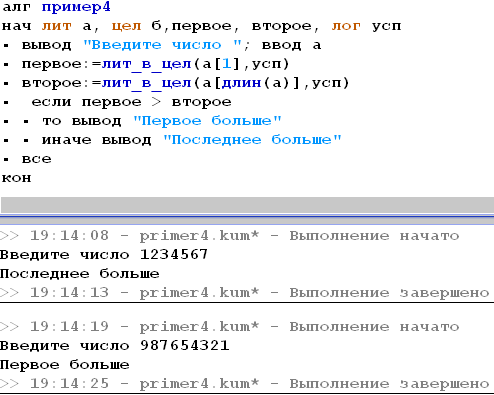 алг пример4
нач лит а, цел б,первое, второе, лог усп
▪ вывод "Введите число "; ввод а
▪ первое:=лит_в_цел(а[1],усп)
▪ второе:=лит_в_цел(а[длин(а)],усп)
▪ если первое > второе
▪ ▪ то вывод "Первое больше"
▪ ▪ иначе вывод "Последнее больше"
▪ все
кон
>> 19:14:08 - primer4.kum* - Выполнение начато
Введите число 1234567
Последнее больше
>> 19:14:13 - primer4.kum* - Выполнение завершено
>> 19:14:19 - primer4.kum* - Выполнение начато
Введите число 987654321
Первое больше
>> 19:14:25 - primer4.kum* - Выполнение завершено